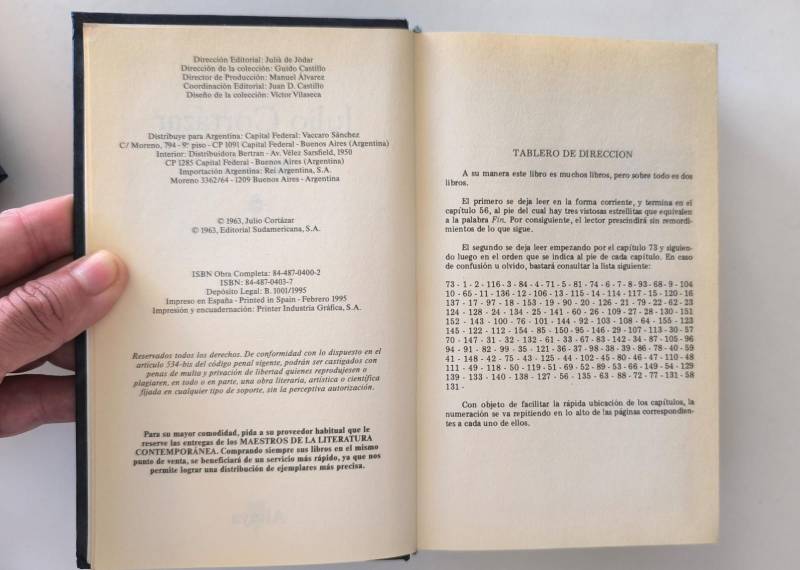 Dirección Editorial: Julià de Jòdar
Dirección de la colección: Guido Castillo
Director de Producción: Manuel Álvarez
Coordinación Editorial: Juan D. Castillo
Diseño de la colección: Víctor Vilaseca
Distribuye para Argentina: Capital Federal: Vaccaro Sánchez
C/ Moreno, 794 - 9º piso - CP 1091 Capital Federal - Buenos Aires (Argentina)
Interior: Distribuidora Bertran - Av. Vélez Sarsfield, 1950
CP 1285 Capital Federal - Buenos Aires (Argentina)
Importación Argentina: Rei Argentina, S.A.
Moreno 3362/64 - 1209 Buenos Aires - Argentina
© 1963, Julio Cortázar
© 1963, Editorial Sudamericana, S.A.
ISBN Obra Completa: 84-487-0400-2
ISBN: 84-487-0403-7
Depósito Legal: B. 1001/1995
Impreso en España - Printed in Spain - Febrero 1995
Impresión y encuadernación: Printer Industria Gráfica, S.A.
Reservados todos los derechos. De conformidad con lo dispuesto en el
artículo 534-bis del código penal vigente, podrán ser castigados con
penas de multa y privación de libertad quienes reprodujesen o
plagiaren, en todo o en parte, una obra literaria, artística o científica
fijada en cualquier tipo de soporte, sin la perceptiva autorización.
Para su mayor comodidad, pida a su proveedor habitual que le
reserve las entregas de los MAESTROS DE LA LITERATURA
CONTEMPORÁNEA. Comprando siempre sus libros en el mismo
punto de venta, se beneficiará de un servicio más rápido, ya que nos
permite lograr una distribución de ejemplares más precisa.
TABLERO DE DIRECCION
A su manera este libro es muchos libros, pero sobre todo es dos
libros.
El primero se deja leer en la forma corriente, y termina en el
capítulo 56, al pie del cual hay tres vistosas estrellitas que equivalen
a la palabra Fin. Por consiguiente, el lector prescindirá sin remor-
dimientos de lo que sigue.
El segundo se deja leer empezando por el capítulo 73 y siguien-
do luego en el orden que se indica al pie de cada capítulo. En caso
de confusión u olvido, bastará consultar la lista siguiente:
73 - 1 - 2 - 116 - 3 - 84 - 4 - 71 - 5 - 81 - 74 - 6 - 7 - 8 - 93 - 68 - 9 - 104
10 - 65 - 11 - 136 - 12 - 106 - 13 - 115 - 14 - 114 - 117 - 15 - 120 - 16
137 - 17 - 97 - 18 - 153 - 19 - 90 - 20 - 126 - 21 - 79 - 22 - 62 - 23
124 - 128 - 24 - 134 - 25 - 141 - 60 - 26 - 109 - 27 - 28 - 130 - 151
152 - 143 - 100 - 76 - 101 - 144 - 92 - 103 - 108 - 64 - 155 - 123
145 - 122 - 112 - 154 - 85 - 150 - 95 - 146 - 29 - 107 - 113 - 30 - 57
70 - 147 - 31 - 32 - 132 - 61 - 33 - 67 - 83 - 142 - 34 - 87 - 105 - 96
94 - 91 - 82 - 99 - 35 - 121 - 36 - 37 - 98 - 38 - 39 - 86 - 78 - 40 - 59
41 - 148 - 42 - 75 - 43 - 125 - 44 - 102 - 45 - 80 - 46 - 47 - 110 - 48
111 - 49 - 118 - 50 - 119 - 51 - 69 - 52 - 89 - 53 - 66 - 149 - 54 - 129
139 - 133 - 140 - 138 - 127 - 56 - 135 - 63 - 88 - 72 - 77 - 131 - 58
131 -
Con objeto de facilitar la rápida ubicación de los capítulos, la
numeración se va repitiendo en lo alto de las páginas correspondien-
tes a cada uno de ellos.